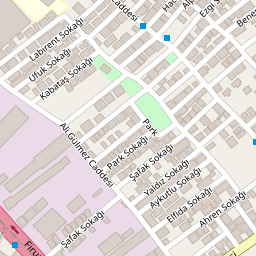 Labirent Sokağı
Ufuk Sokağı
Kabataş Sokağı
Caddesi
Ezgi
Ali Gülmez Caddesi
Park
Park Sokağı
Şafak Sokağı
Yaldız Sokağı
Aykutlu Sokağı
Elfida Sokağı
Ahren Sokağı
Şafak Sokağı